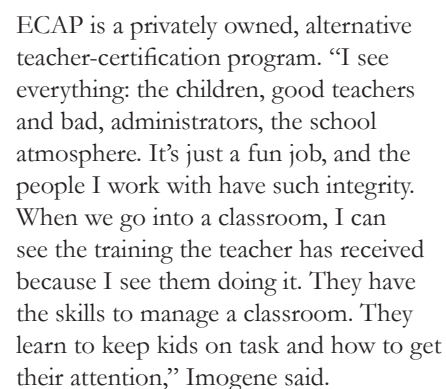 ECAP is a privately owned, alternative
teacher-certification program. “I see
everything: the children, good teachers
and bad, administrators, the school
atmosphere. It’s just a fun job, and the
people I work with have such integrity.
When we go into a classroom, I can
see the training the teacher has received
because I see them doing it. They have
the skills to manage a classroom. They
learn to keep kids on task and how to get
their attention,” Imogene said.